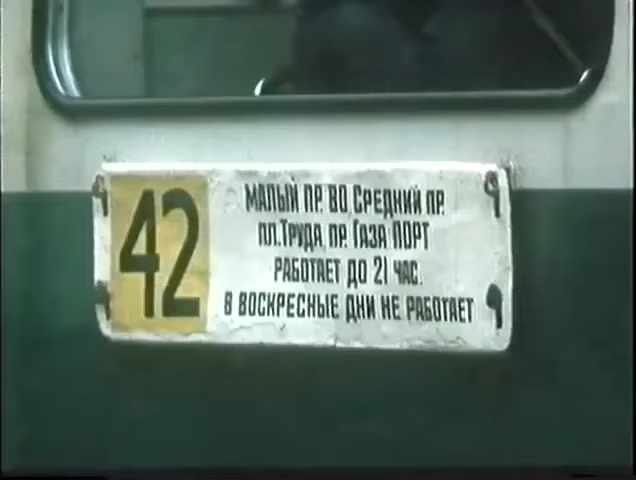 42
МАЛЫЙ ПР. ВО, СРЕДНИЙ ПР.
ПЛ. ТРУДА, ПР. ГАЗА ПОРТ
РАБОТАЕТ ДО 21 ЧАС.
В ВОСКРЕСНЫЕ ДНИ НЕ РАБОТАЕТ